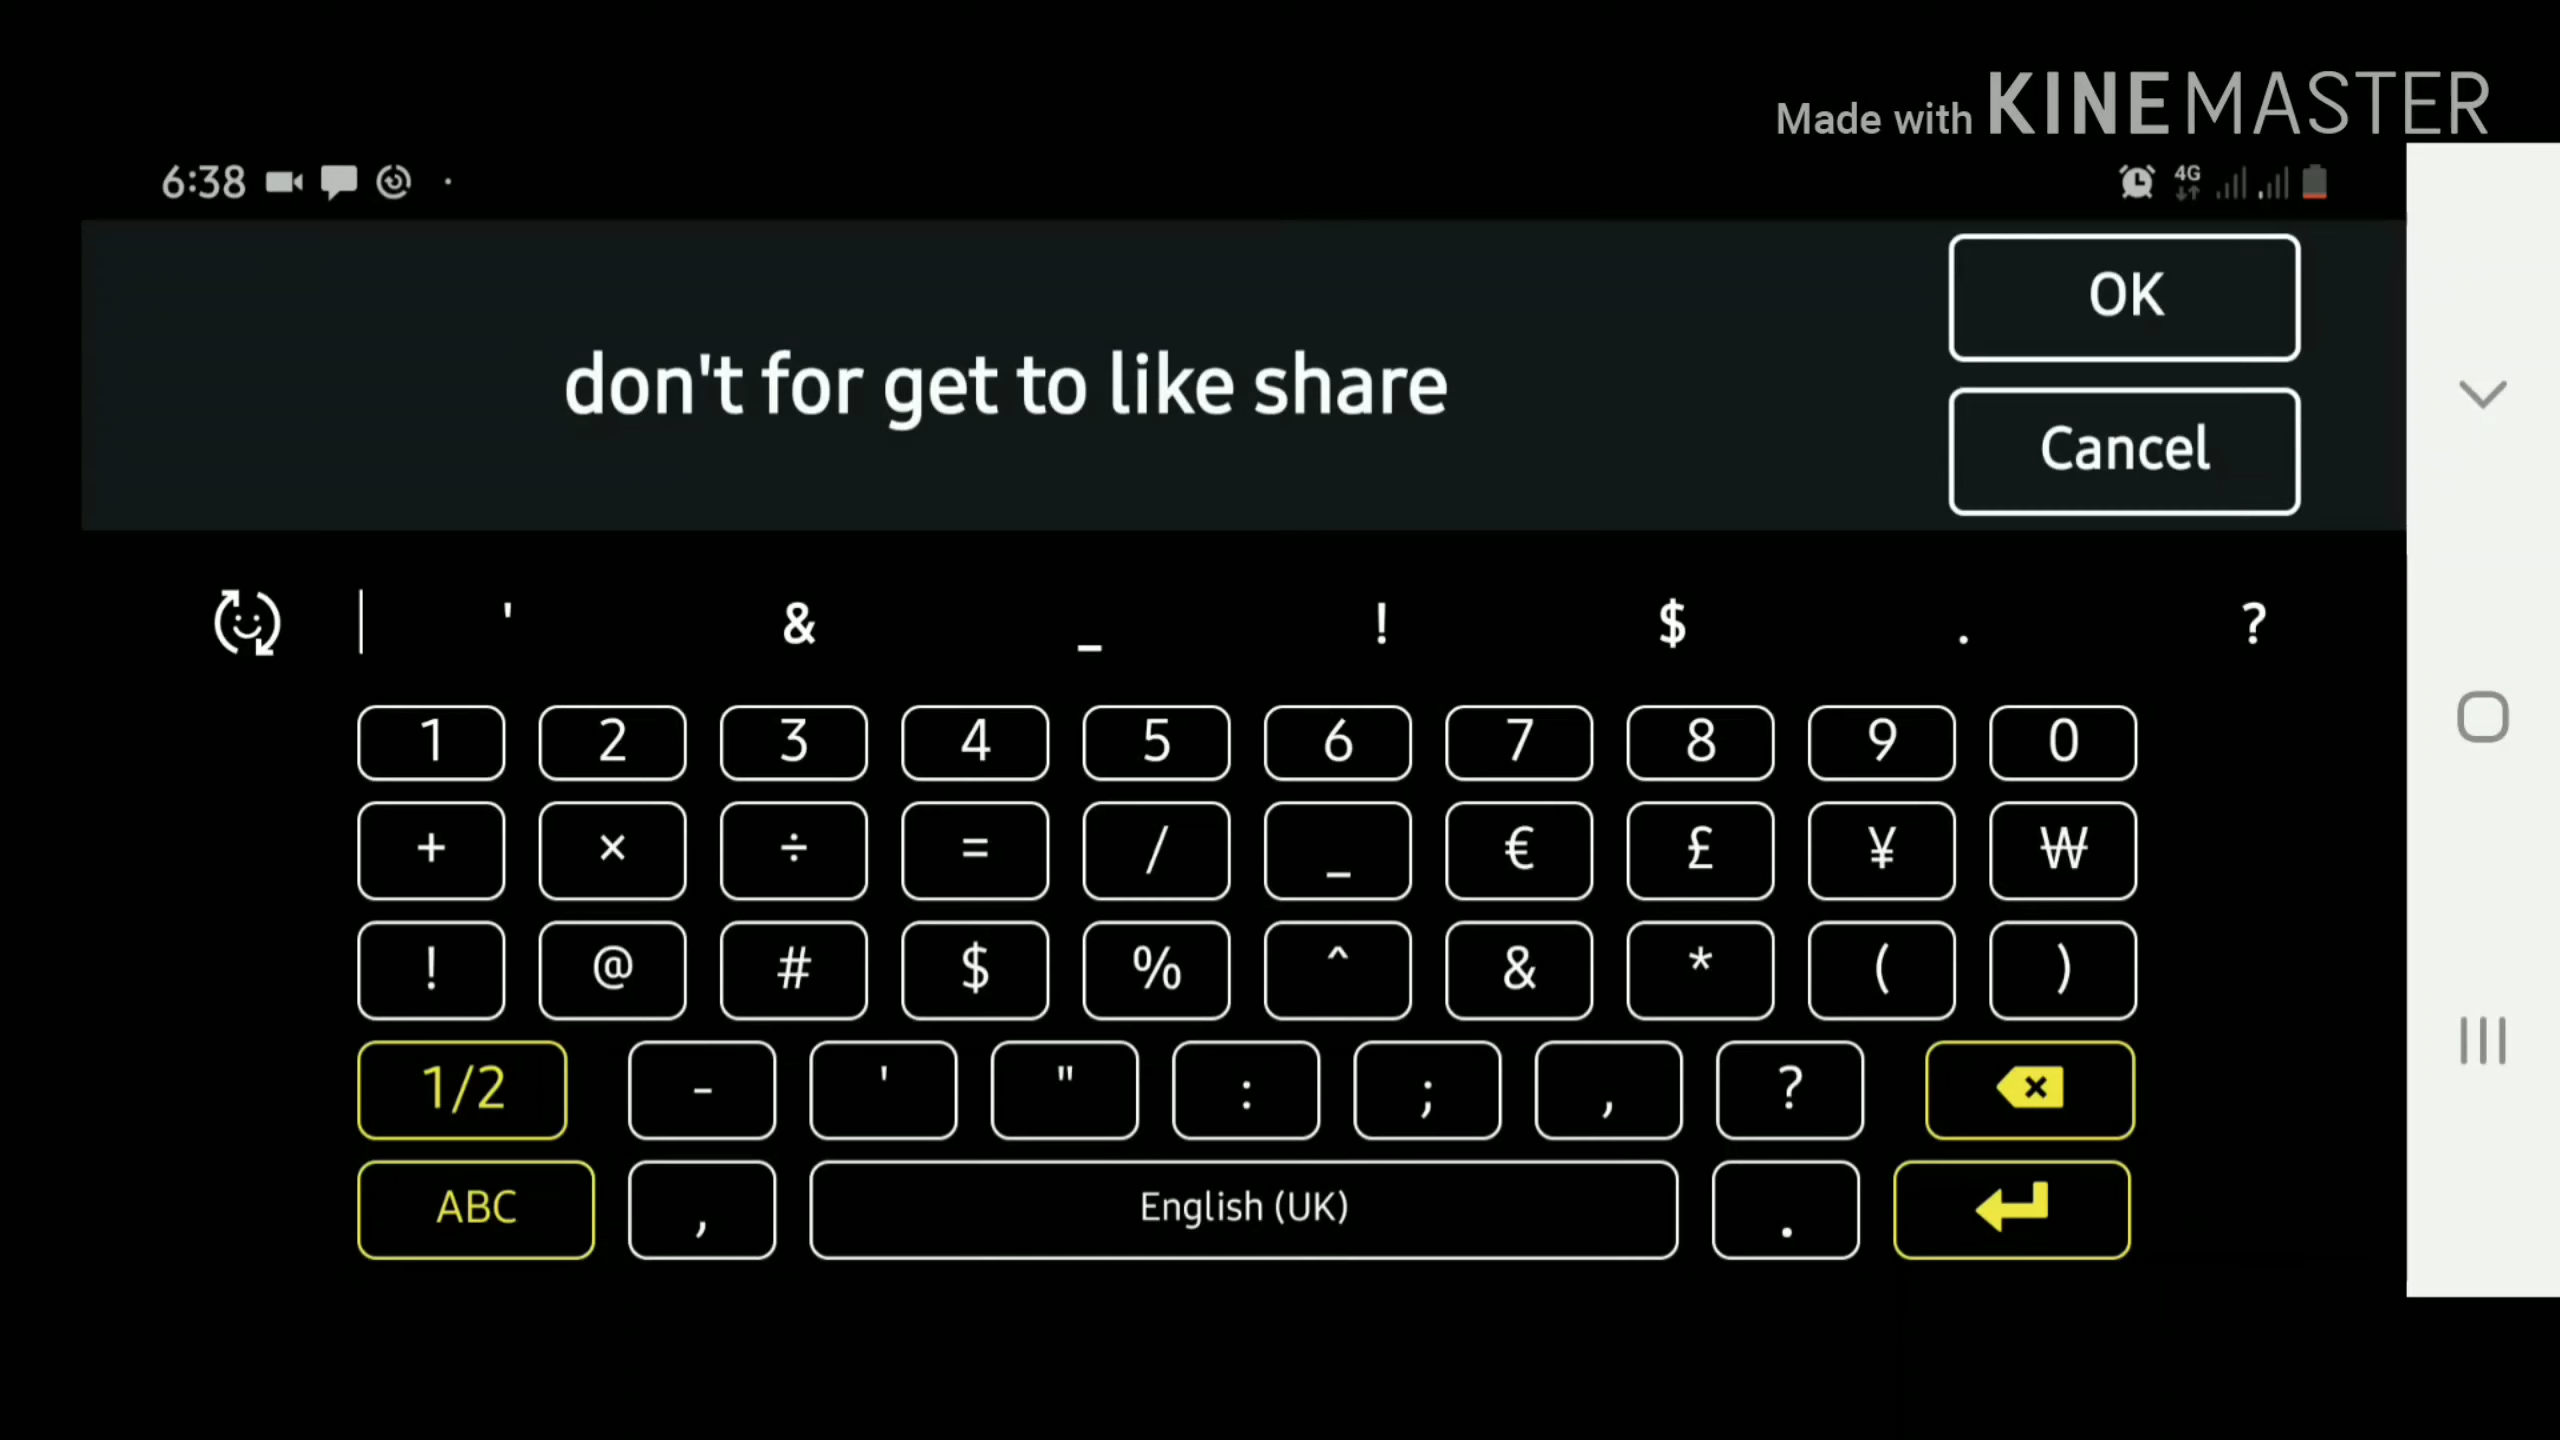 Made with KINEMASTER
6:38 4G
OK
don't for get to like share
Cancel
' & _ ! $ . ?
1 2 3 4 5 6 7 8 9 0
+ × ÷ = / _ € £ ¥ ₩
! @ # $ % ^ & * ( )
1/2 - ' " : ; , ?
ABC , English (UK) .